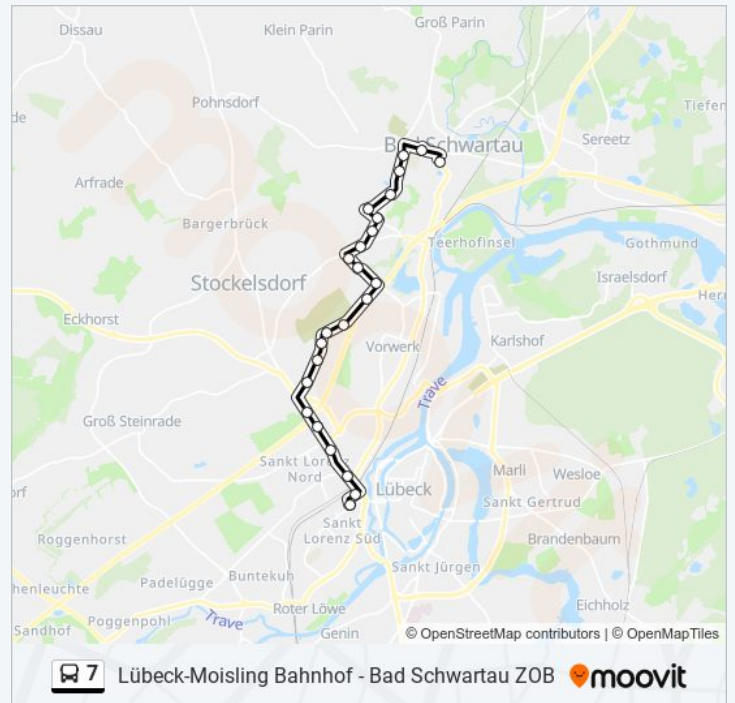 Groß Parin
Dissau
Klein Parin
Pohnsdorf
Tiefen
Bad Schwartau
Sereetz
de
Arfrade
Bargerbrück
Teerhofinsel
Gothmund
Stockelsdorf
Israelsdorf
Herr
Eckhorst
Vorwerk
Karlshof
Trave
Groß Steinrade
Sankt Lorenz
Nord
Marli
Wesloe
orf
Lübeck
Sankt Gertrud
Sankt
Lorenz Süd
Roggenhorst
Brandenbaum
Sankt Jürgen
Buntekuh
henleuchte
Padelügge
Eichholz
Roter Löwe
Poggenpohl
Trave
Sandhof
Genin
© OpenStreetMap contributors | © OpenMapTiles
7 Lübeck-Moisling Bahnhof - Bad Schwartau ZOB moovit